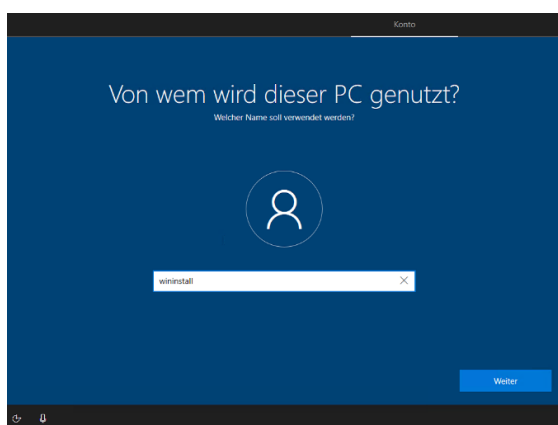 Konto
Von wem wird dieser PC genutzt?
Welcher Name soll verwendet werden?
wininstall
Weiter